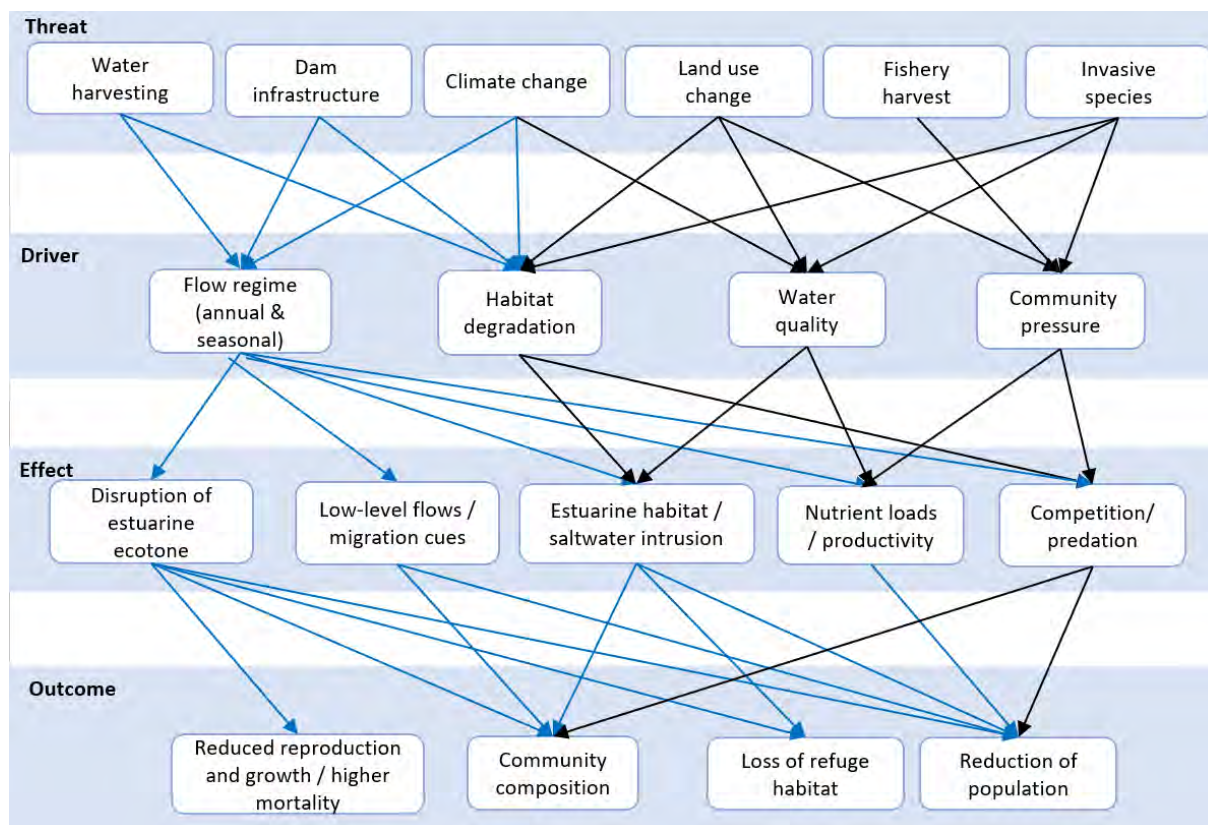 Threat
Water
harvesting
Dam
infrastructure
Climate change
Land use
change
Fishery
harvest
Invasive
species
Driver
Flow regime
(annual &
seasonal)
Habitat
degradation
Water
quality
Community
pressure
Effect
Disruption of
estuarine
ecotone
Low-level flows /
migration cues
Estuarine habitat /
saltwater intrusion
Nutrient loads
/ productivity
Competition/
predation
Outcome
Reduced reproduction
and growth / higher
mortality
Community
composition
Loss of refuge
habitat
Reduction of
population